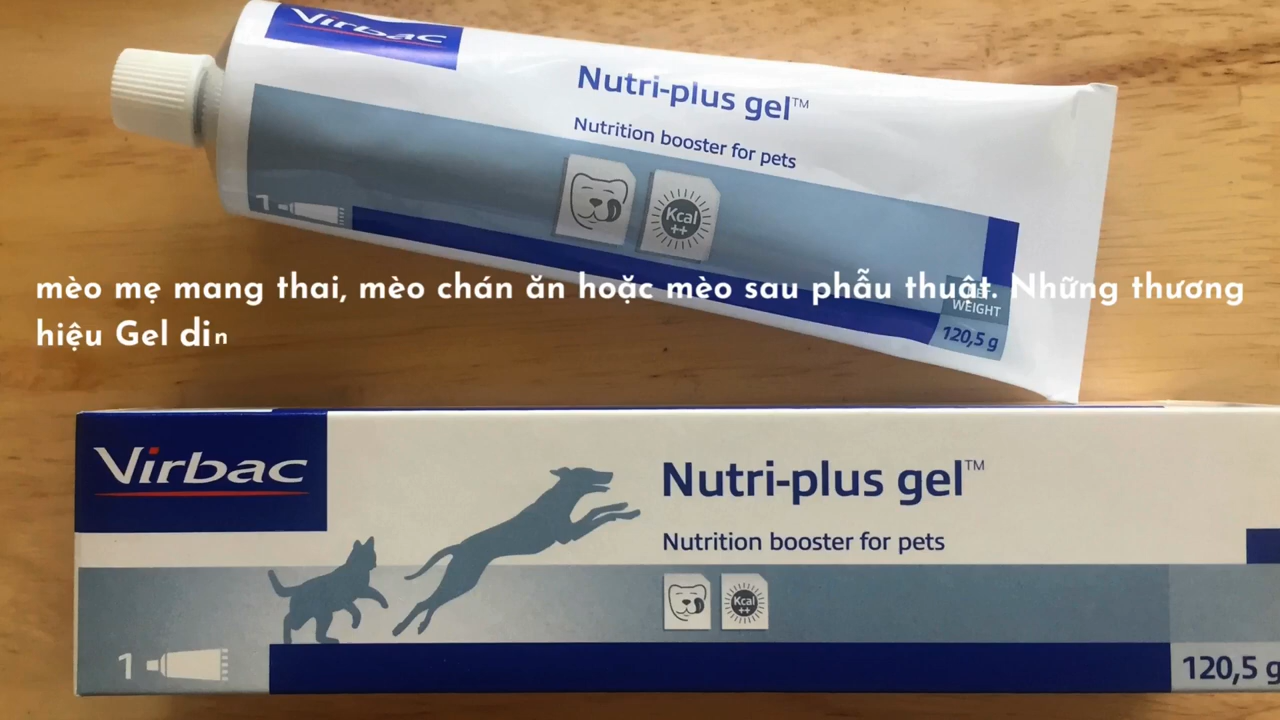 Virbac
Nutri-plus gel™
Nutrition booster for pets
Kcal
++
1
WEIGHT
120,5 g
mèo mẹ mang thai, mèo chán ăn hoặc mèo sau phẫu thuật. Những thương
hiệu Gel din
Virbac
Nutri-plus gel™
Nutrition booster for pets
Kcal
++
1
120,5 g